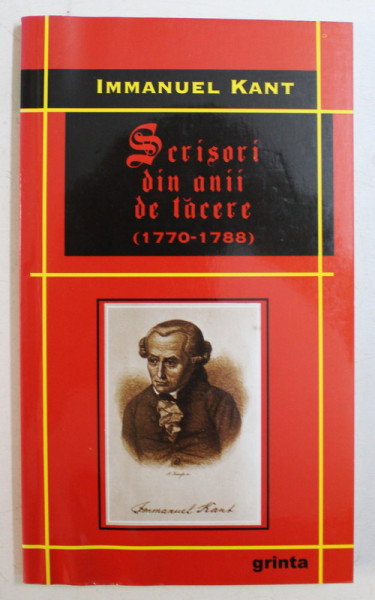 IMMANUEL KANT
Scrisori
din anii
de tăcere
(1770-1788)
Immanuel Kant
grinta